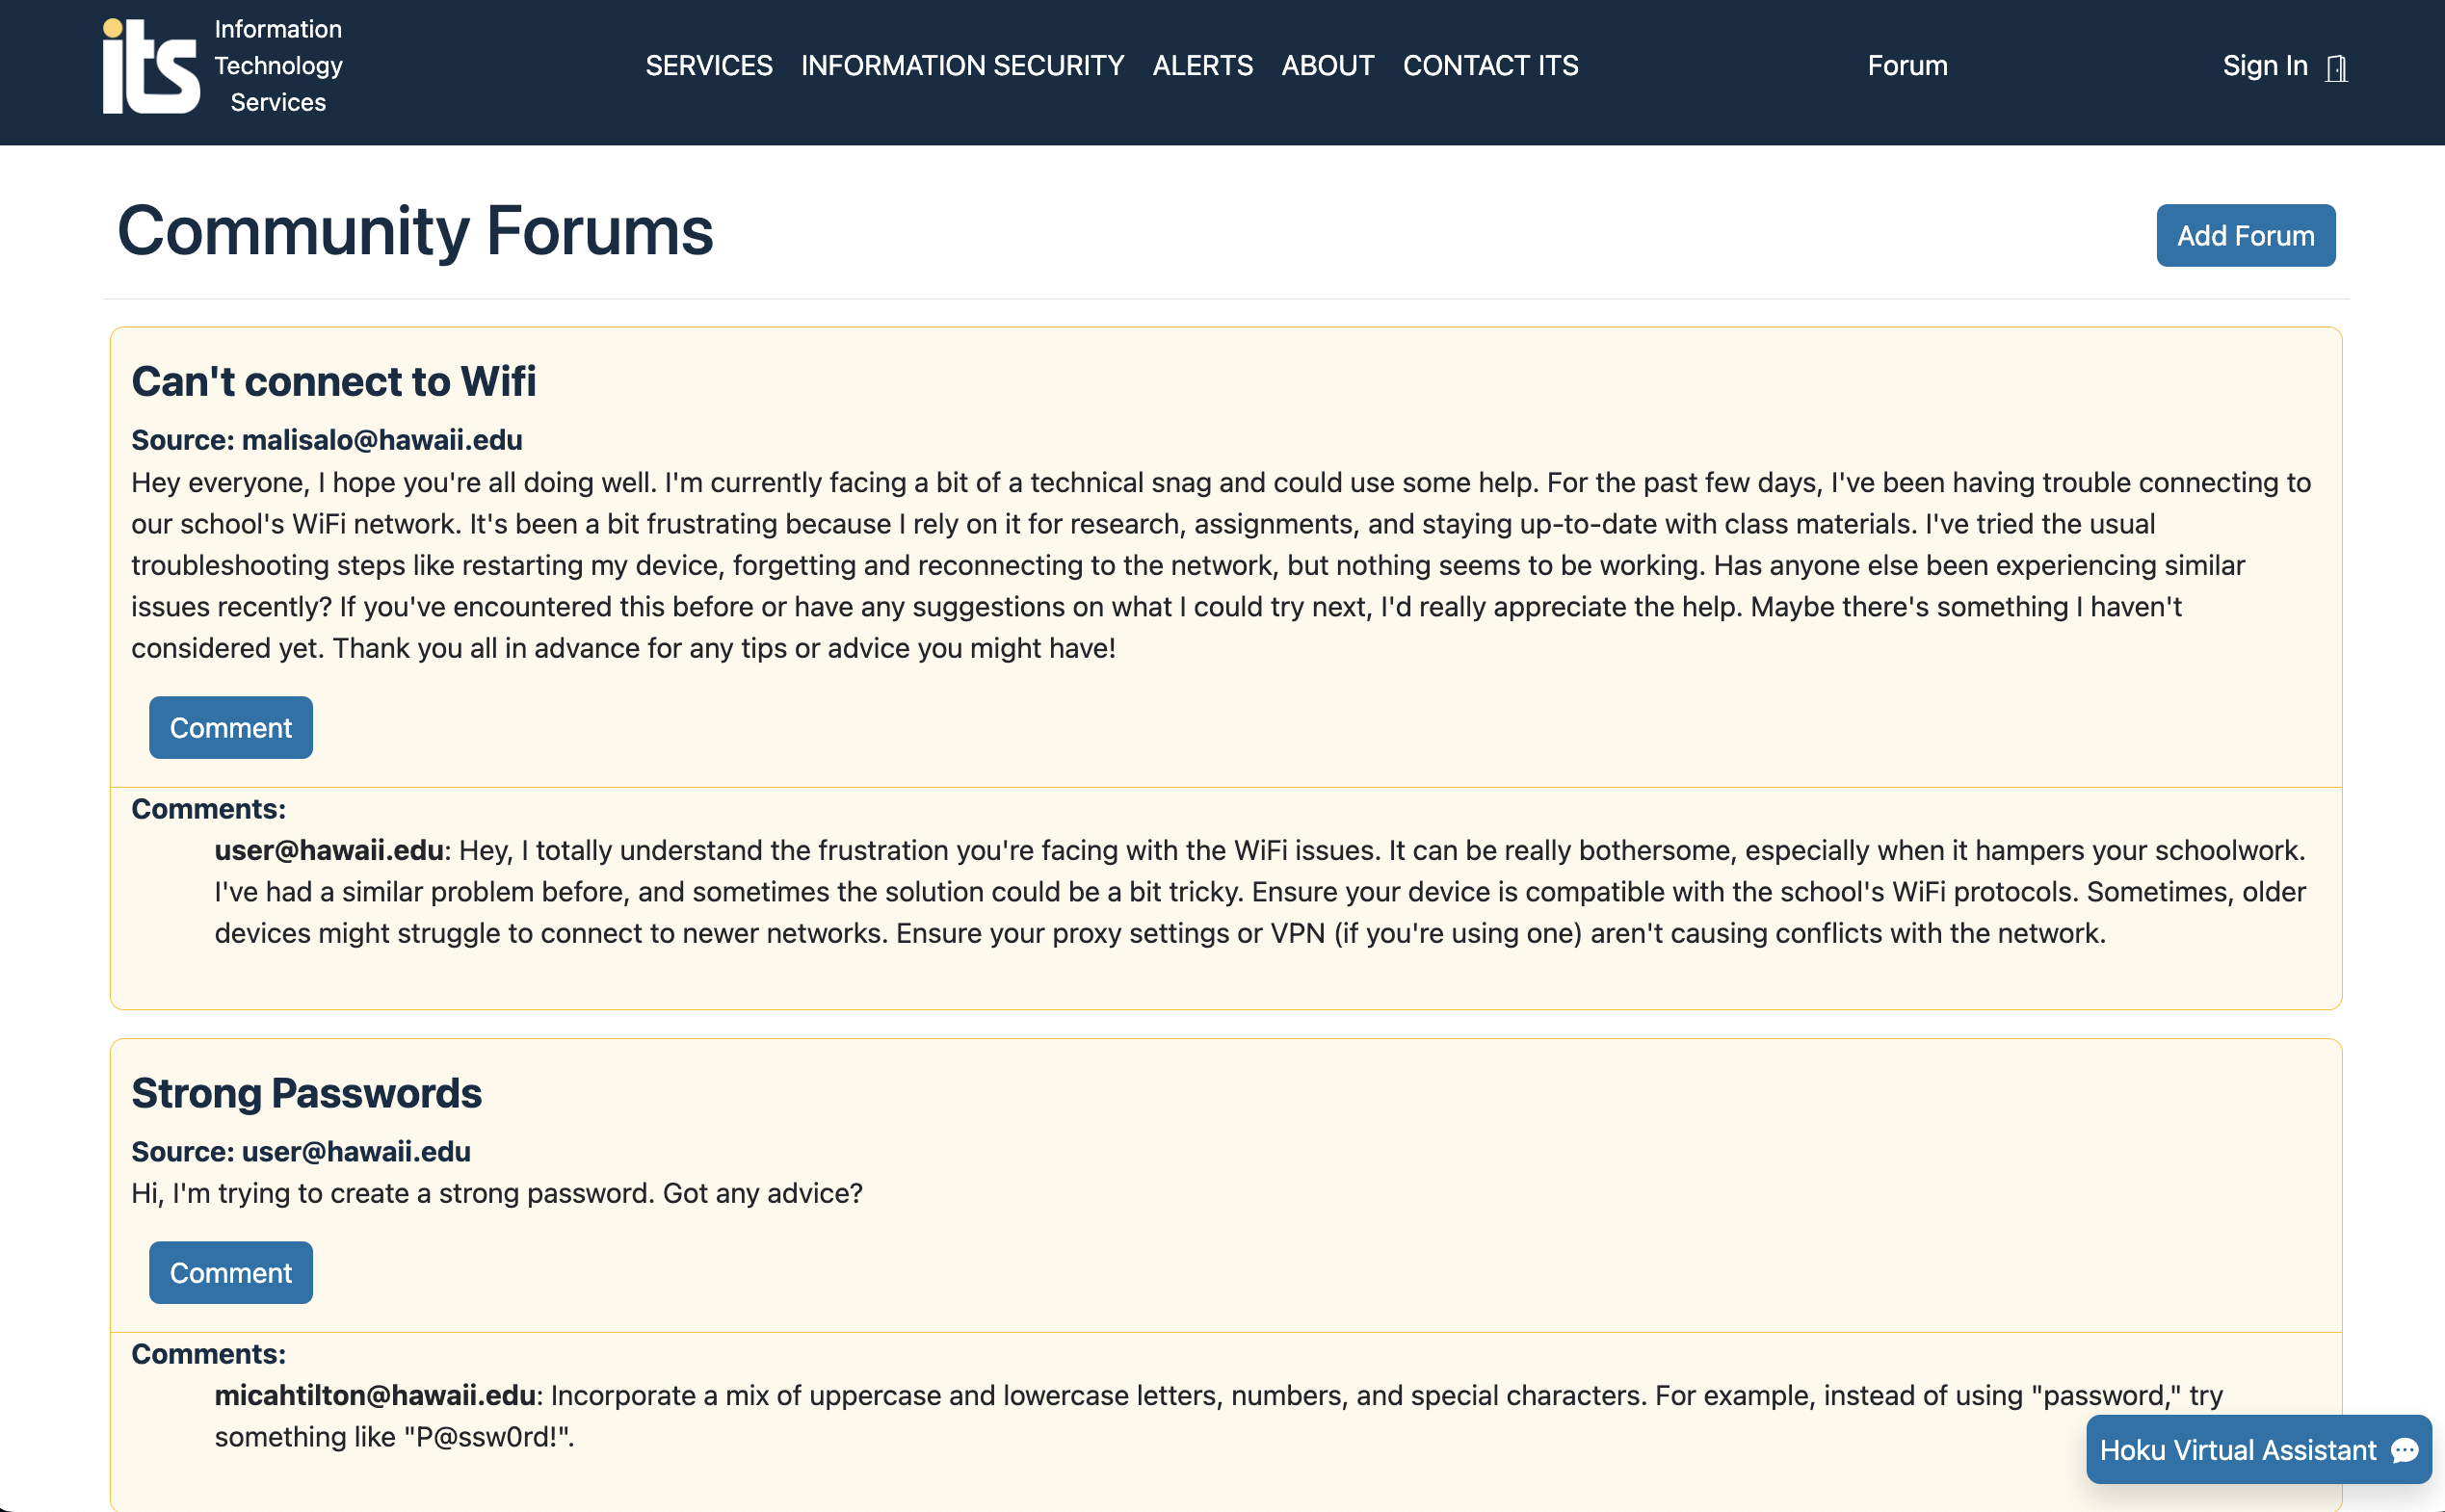 its
Information
Technology
Services
SERVICES INFORMATION SECURITY ALERTS ABOUT CONTACT ITS Forum Sign In
Community Forums
Add Forum
Can't connect to Wifi
Source: malisalo@hawaii.edu
Hey everyone, I hope you're all doing well. I'm currently facing a bit of a technical snag and could use some help. For the past few days, I've been having trouble connecting to
our school's WiFi network. It's been a bit frustrating because I rely on it for research, assignments, and staying up-to-date with class materials. I've tried the usual
troubleshooting steps like restarting my device, forgetting and reconnecting to the network, but nothing seems to be working. Has anyone else been experiencing similar
issues recently? If you've encountered this before or have any suggestions on what I could try next, I'd really appreciate the help. Maybe there's something I haven't
considered yet. Thank you all in advance for any tips or advice you might have!
Comment
Comments:
user@hawaii.edu: Hey, I totally understand the frustration you're facing with the WiFi issues. It can be really bothersome, especially when it hampers your schoolwork.
I've had a similar problem before, and sometimes the solution could be a bit tricky. Ensure your device is compatible with the school's WiFi protocols. Sometimes, older
devices might struggle to connect to newer networks. Ensure your proxy settings or VPN (if you're using one) aren't causing conflicts with the network.
Strong Passwords
Source: user@hawaii.edu
Hi, I'm trying to create a strong password. Got any advice?
Comment
Comments:
micahtilton@hawaii.edu: Incorporate a mix of uppercase and lowercase letters, numbers, and special characters. For example, instead of using "password," try
something like "P@ssw0rd!".
Hoku Virtual Assistant